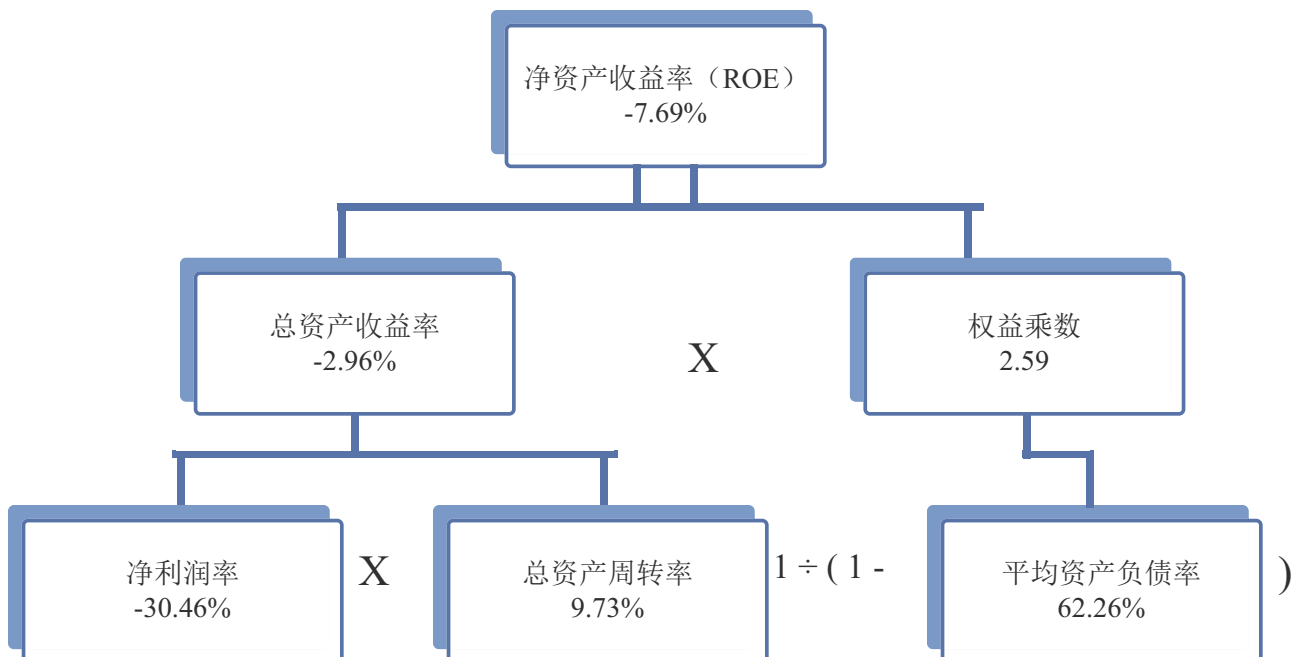 净资产收益率（ROE）
-7.69%
总资产收益率
-2.96%
X
权益乘数
2.59
净利润率
-30.46%
X
总资产周转率
9.73%
1 ÷ ( 1 -
平均资产负债率
62.26%
)